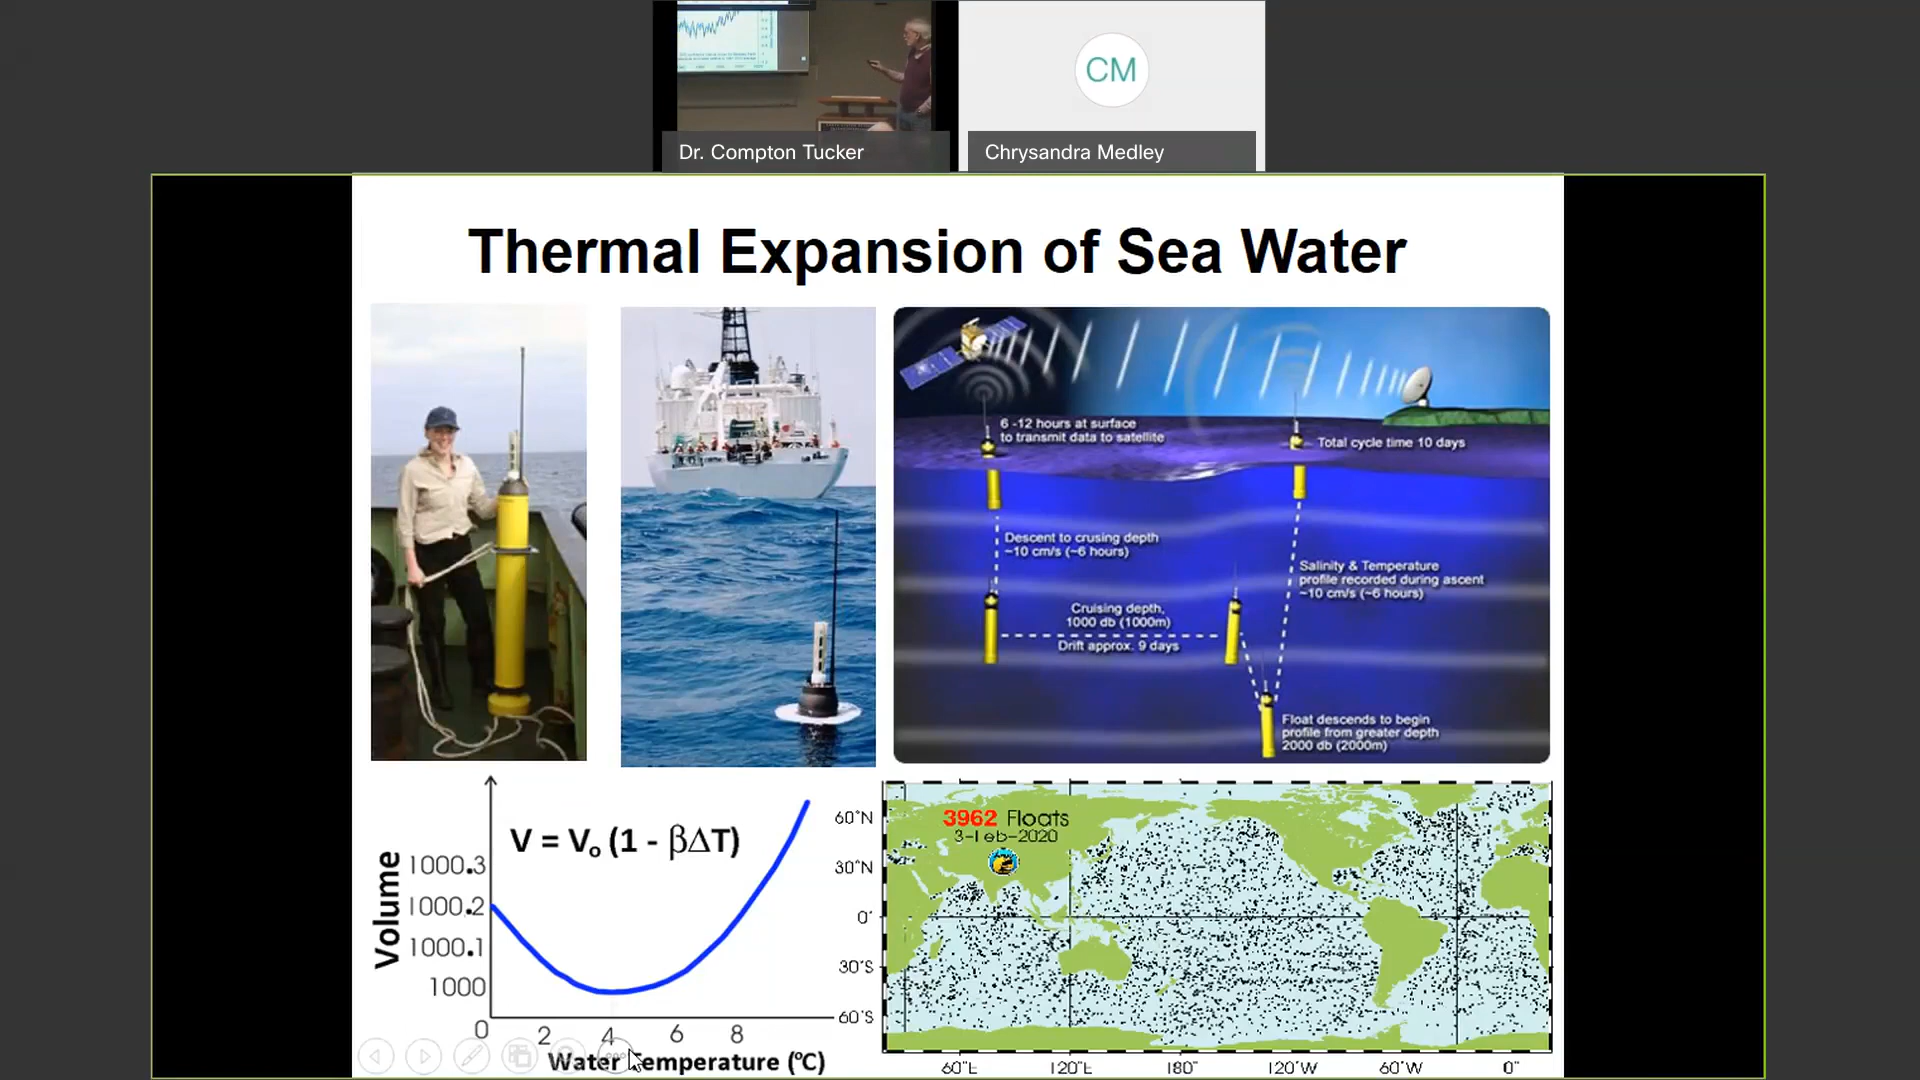 Dr. Compton Tucker
Chrysandra Medley
CM
Thermal Expansion of Sea Water
6 -12 hours at surface
to transmit data to satellite
Total cycle time 10 days
Descent to crusing depth
~10 cm/s (~6 hours)
Salinity & Temperature
profile recorded during ascent
~10 cm/s (~6 hours)
Cruising depth,
1000 db (1000m)
Drift approx. 9 days
Float descends to begin
profile from greater depth
2000 db (2000m)
V = Vₒ (1 - βΔT)
Volume
1000.3
1000.2
1000.1
1000
0 2 4 6 8
Water Temperature (ºC)
3962 Floats
3-Feb-2020
60°N
30°N
0°
30°S
60°S
60°E 120°E 180° 120°W 60°W 0°